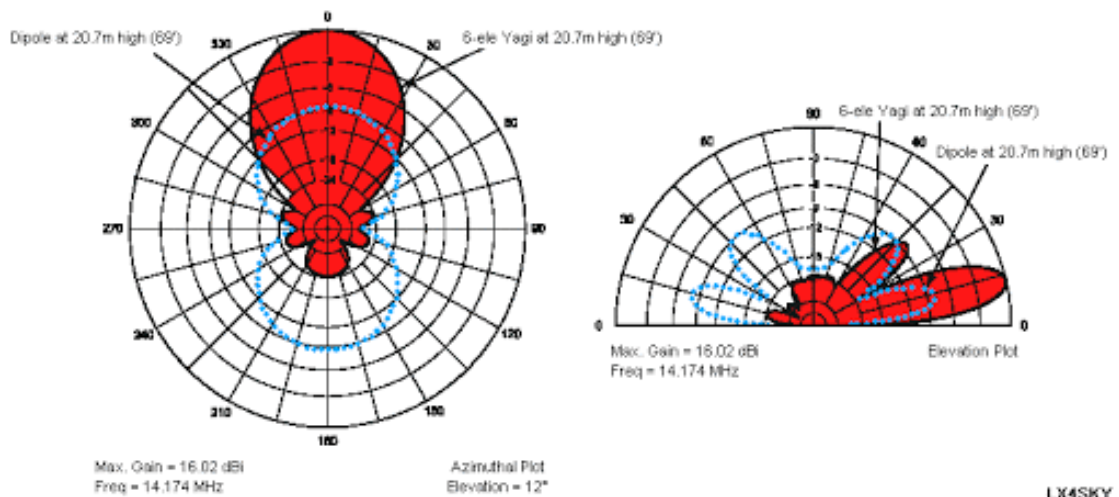 0
Dipole at 20.7m high (69')
6-ele Yagi at 20.7m high (69')
330
30
300
60
270
90
240
120
210
150
180
Max. Gain = 16.02 dBi
Freq = 14.174 MHz
Azimuthal Plot
Elevation = 12°
90
6-ele Yagi at 20.7m high (69')
60
60
Dipole at 20.7m high (69')
30
30
0
0
Max. Gain = 16.02 dBi
Freq = 14.174 MHz
Elevation Plot
LX4SKY